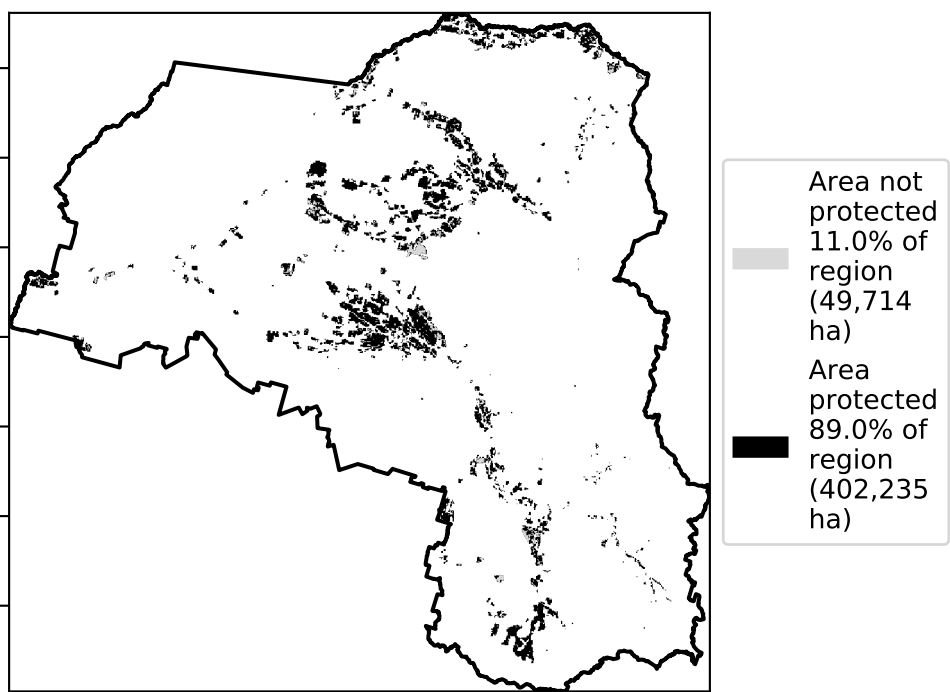 Area not
protected
11.0% of
region
(49,714
ha)
Area
protected
89.0% of
region
(402,235
ha)